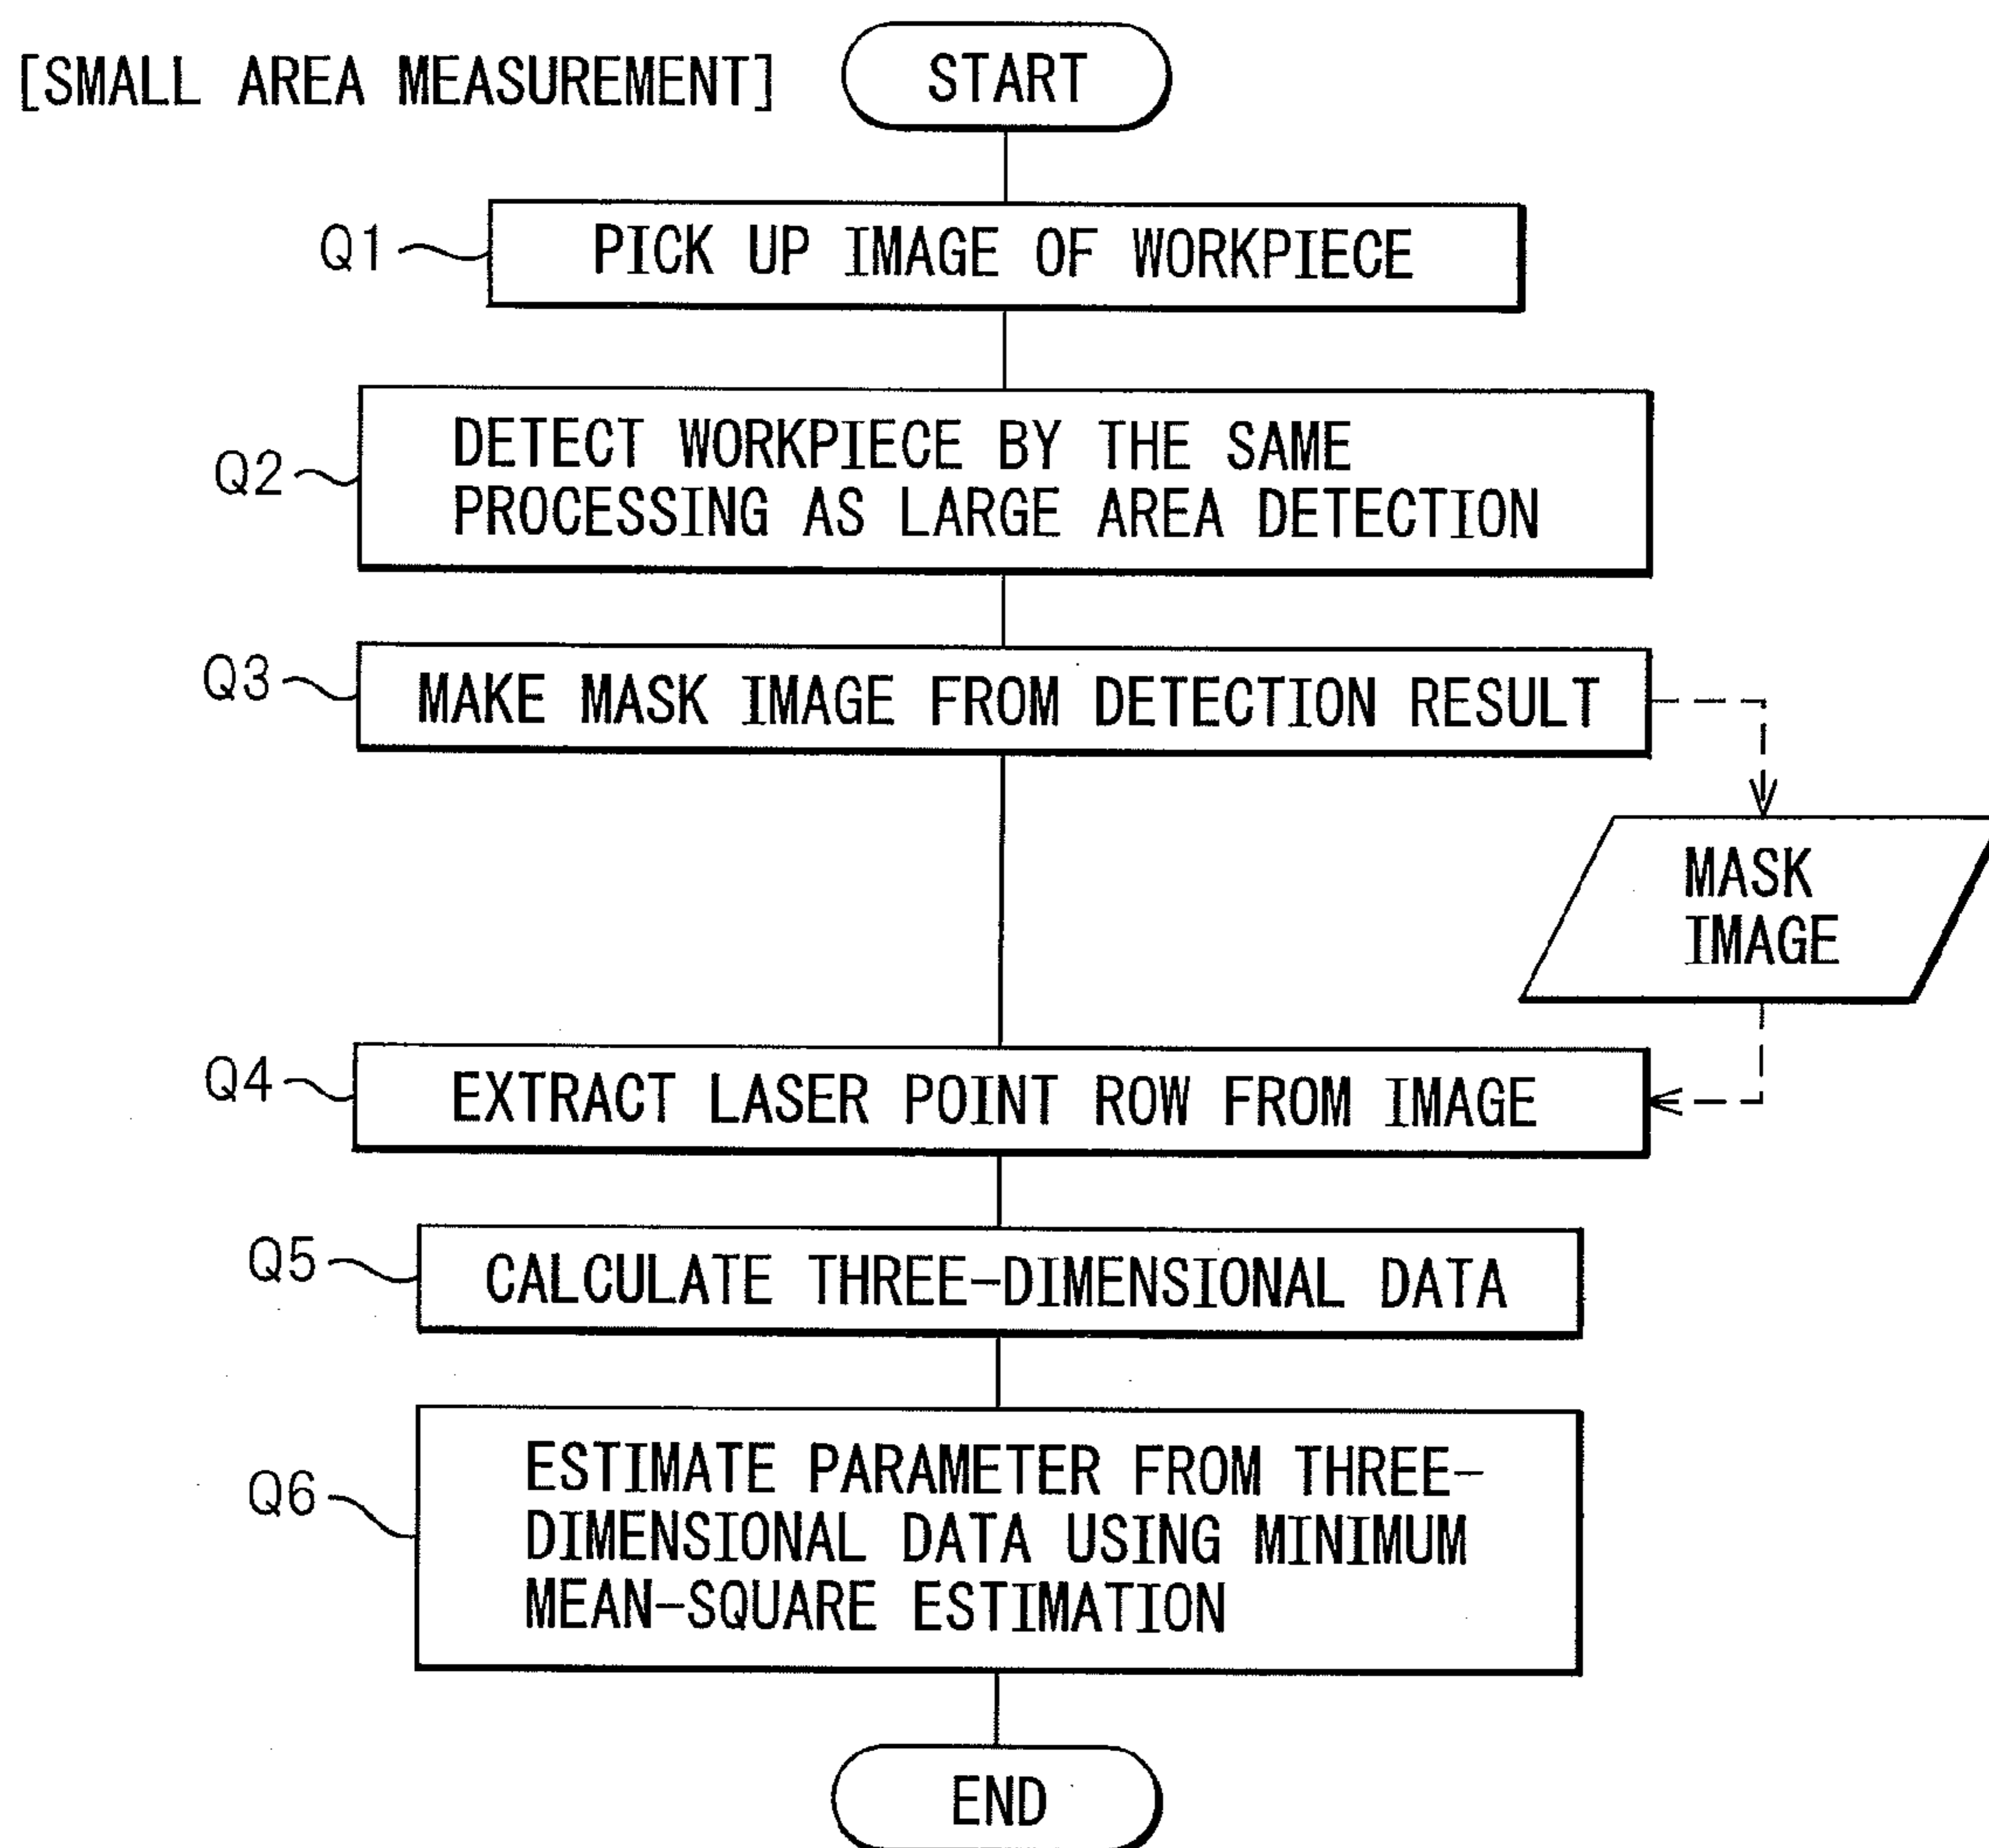 [SMALL AREA MEASUREMENT]
START
Q1
PICK UP IMAGE OF WORKPIECE
Q2
DETECT WORKPIECE BY THE SAME
PROCESSING AS LARGE AREA DETECTION
Q3
MAKE MASK IMAGE FROM DETECTION RESULT
MASK
IMAGE
Q4
EXTRACT LASER POINT ROW FROM IMAGE
Q5
CALCULATE THREE-DIMENSIONAL DATA
Q6
ESTIMATE PARAMETER FROM THREE-
DIMENSIONAL DATA USING MINIMUM
MEAN-SQUARE ESTIMATION
END